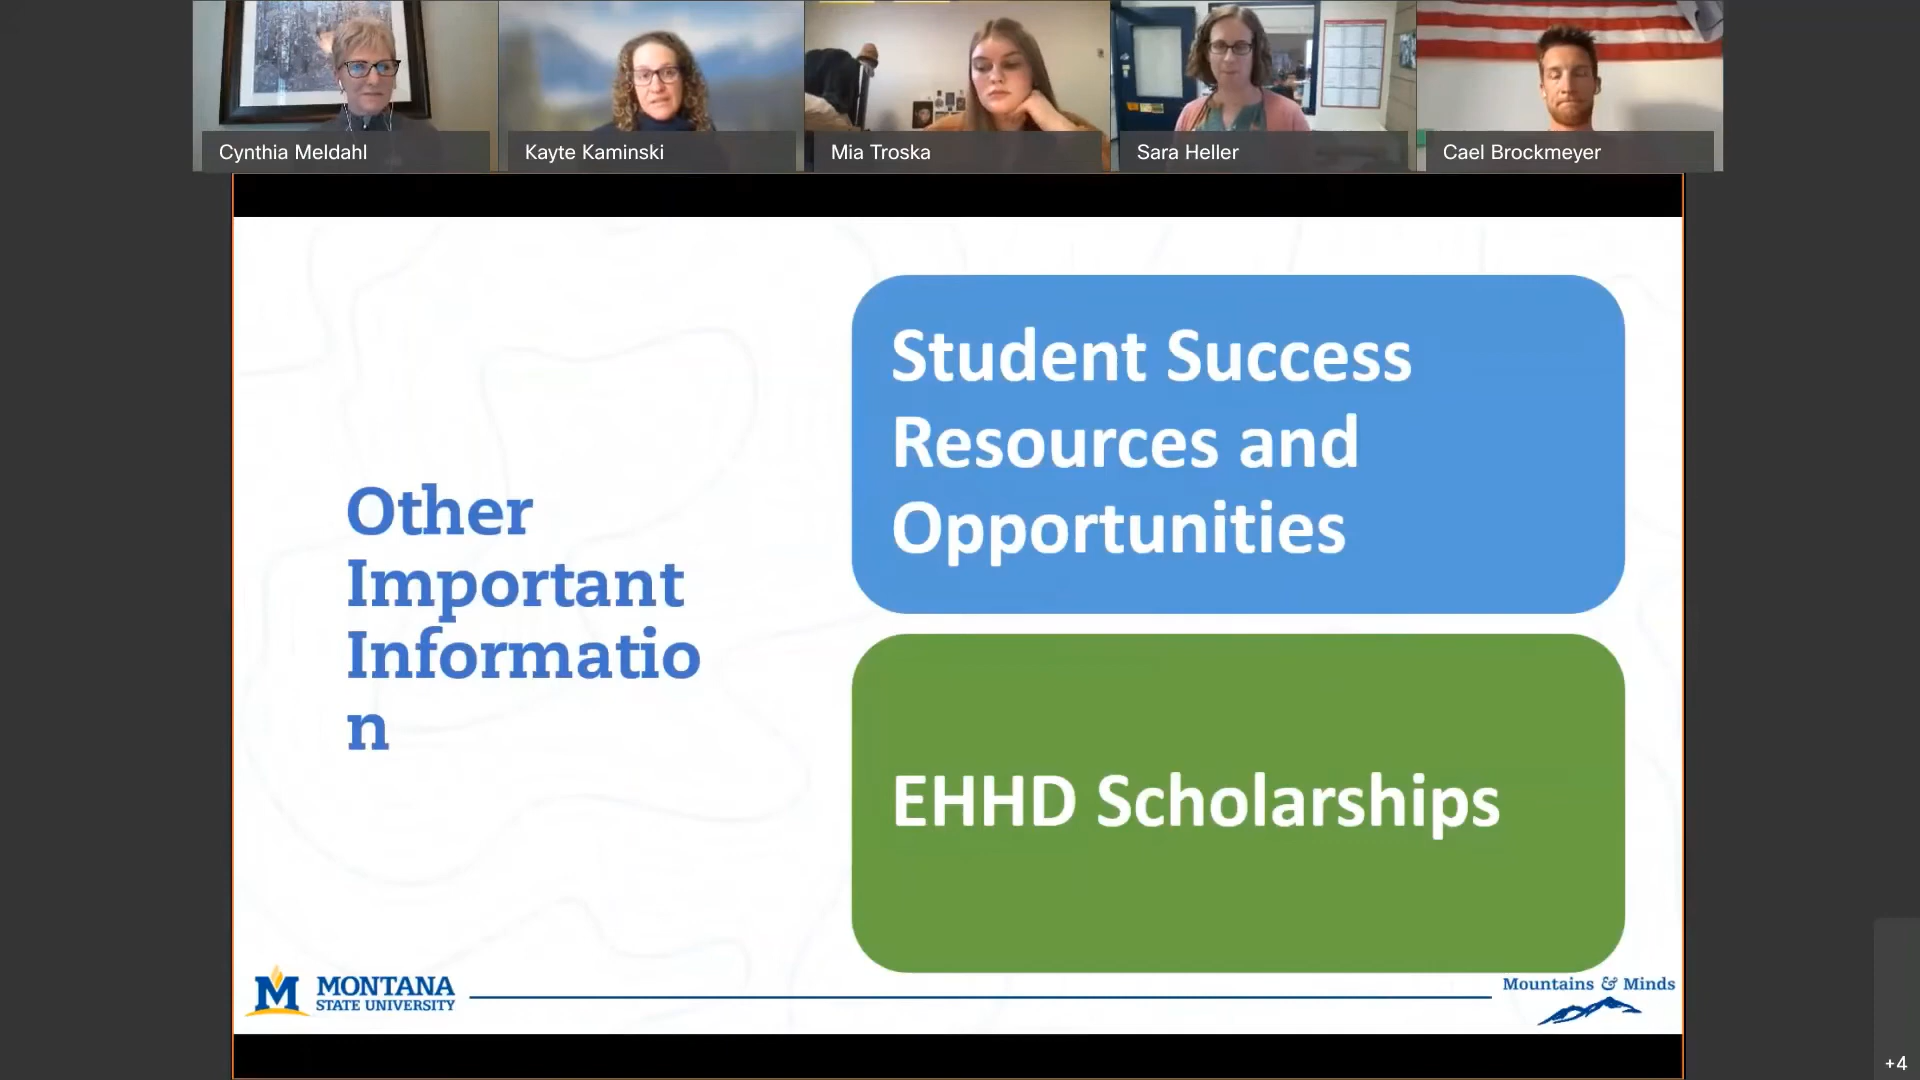 Cynthia Meldahl
Kayte Kaminski
Mia Troska
Sara Heller
Cael Brockmeyer
Other
Important
Informatio
n
Student Success
Resources and
Opportunities
EHHD Scholarships
M
MONTANA
STATE UNIVERSITY
Mountains & Minds
+4